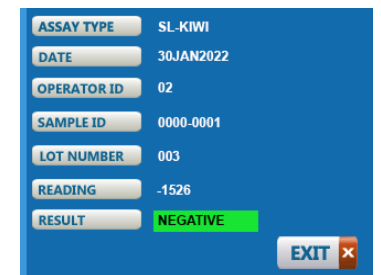 ASSAY TYPE SL-KIWI
DATE 30JAN2022
OPERATOR ID 02
SAMPLE ID 0000-0001
LOT NUMBER 003
READING -1526
RESULT NEGATIVE
EXIT ×